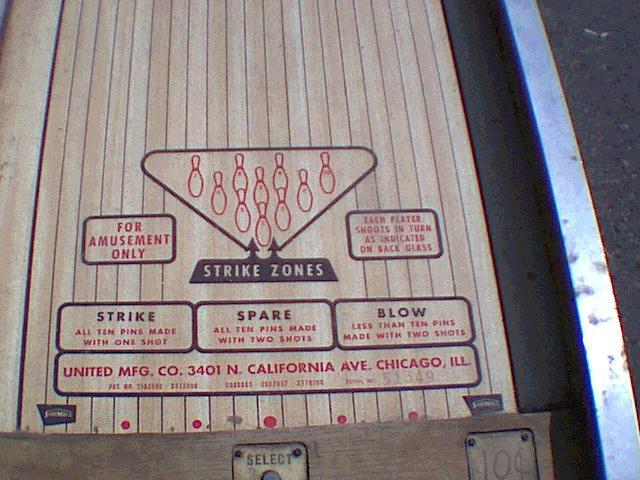 FOR
AMUSEMENT
ONLY
EACH PLAYER
SHOOTS IN TURN
AS INDICATED
ON BACK GLASS
STRIKE ZONES
STRIKE
ALL TEN PINS MADE
WITH ONE SHOT
SPARE
ALL TEN PINS MADE
WITH TWO SHOTS
BLOW
LESS THAN TEN PINS
MADE WITH TWO SHOTS
UNITED MFG. CO. 3401 N. CALIFORNIA AVE. CHICAGO, ILL.
SELECT
10¢